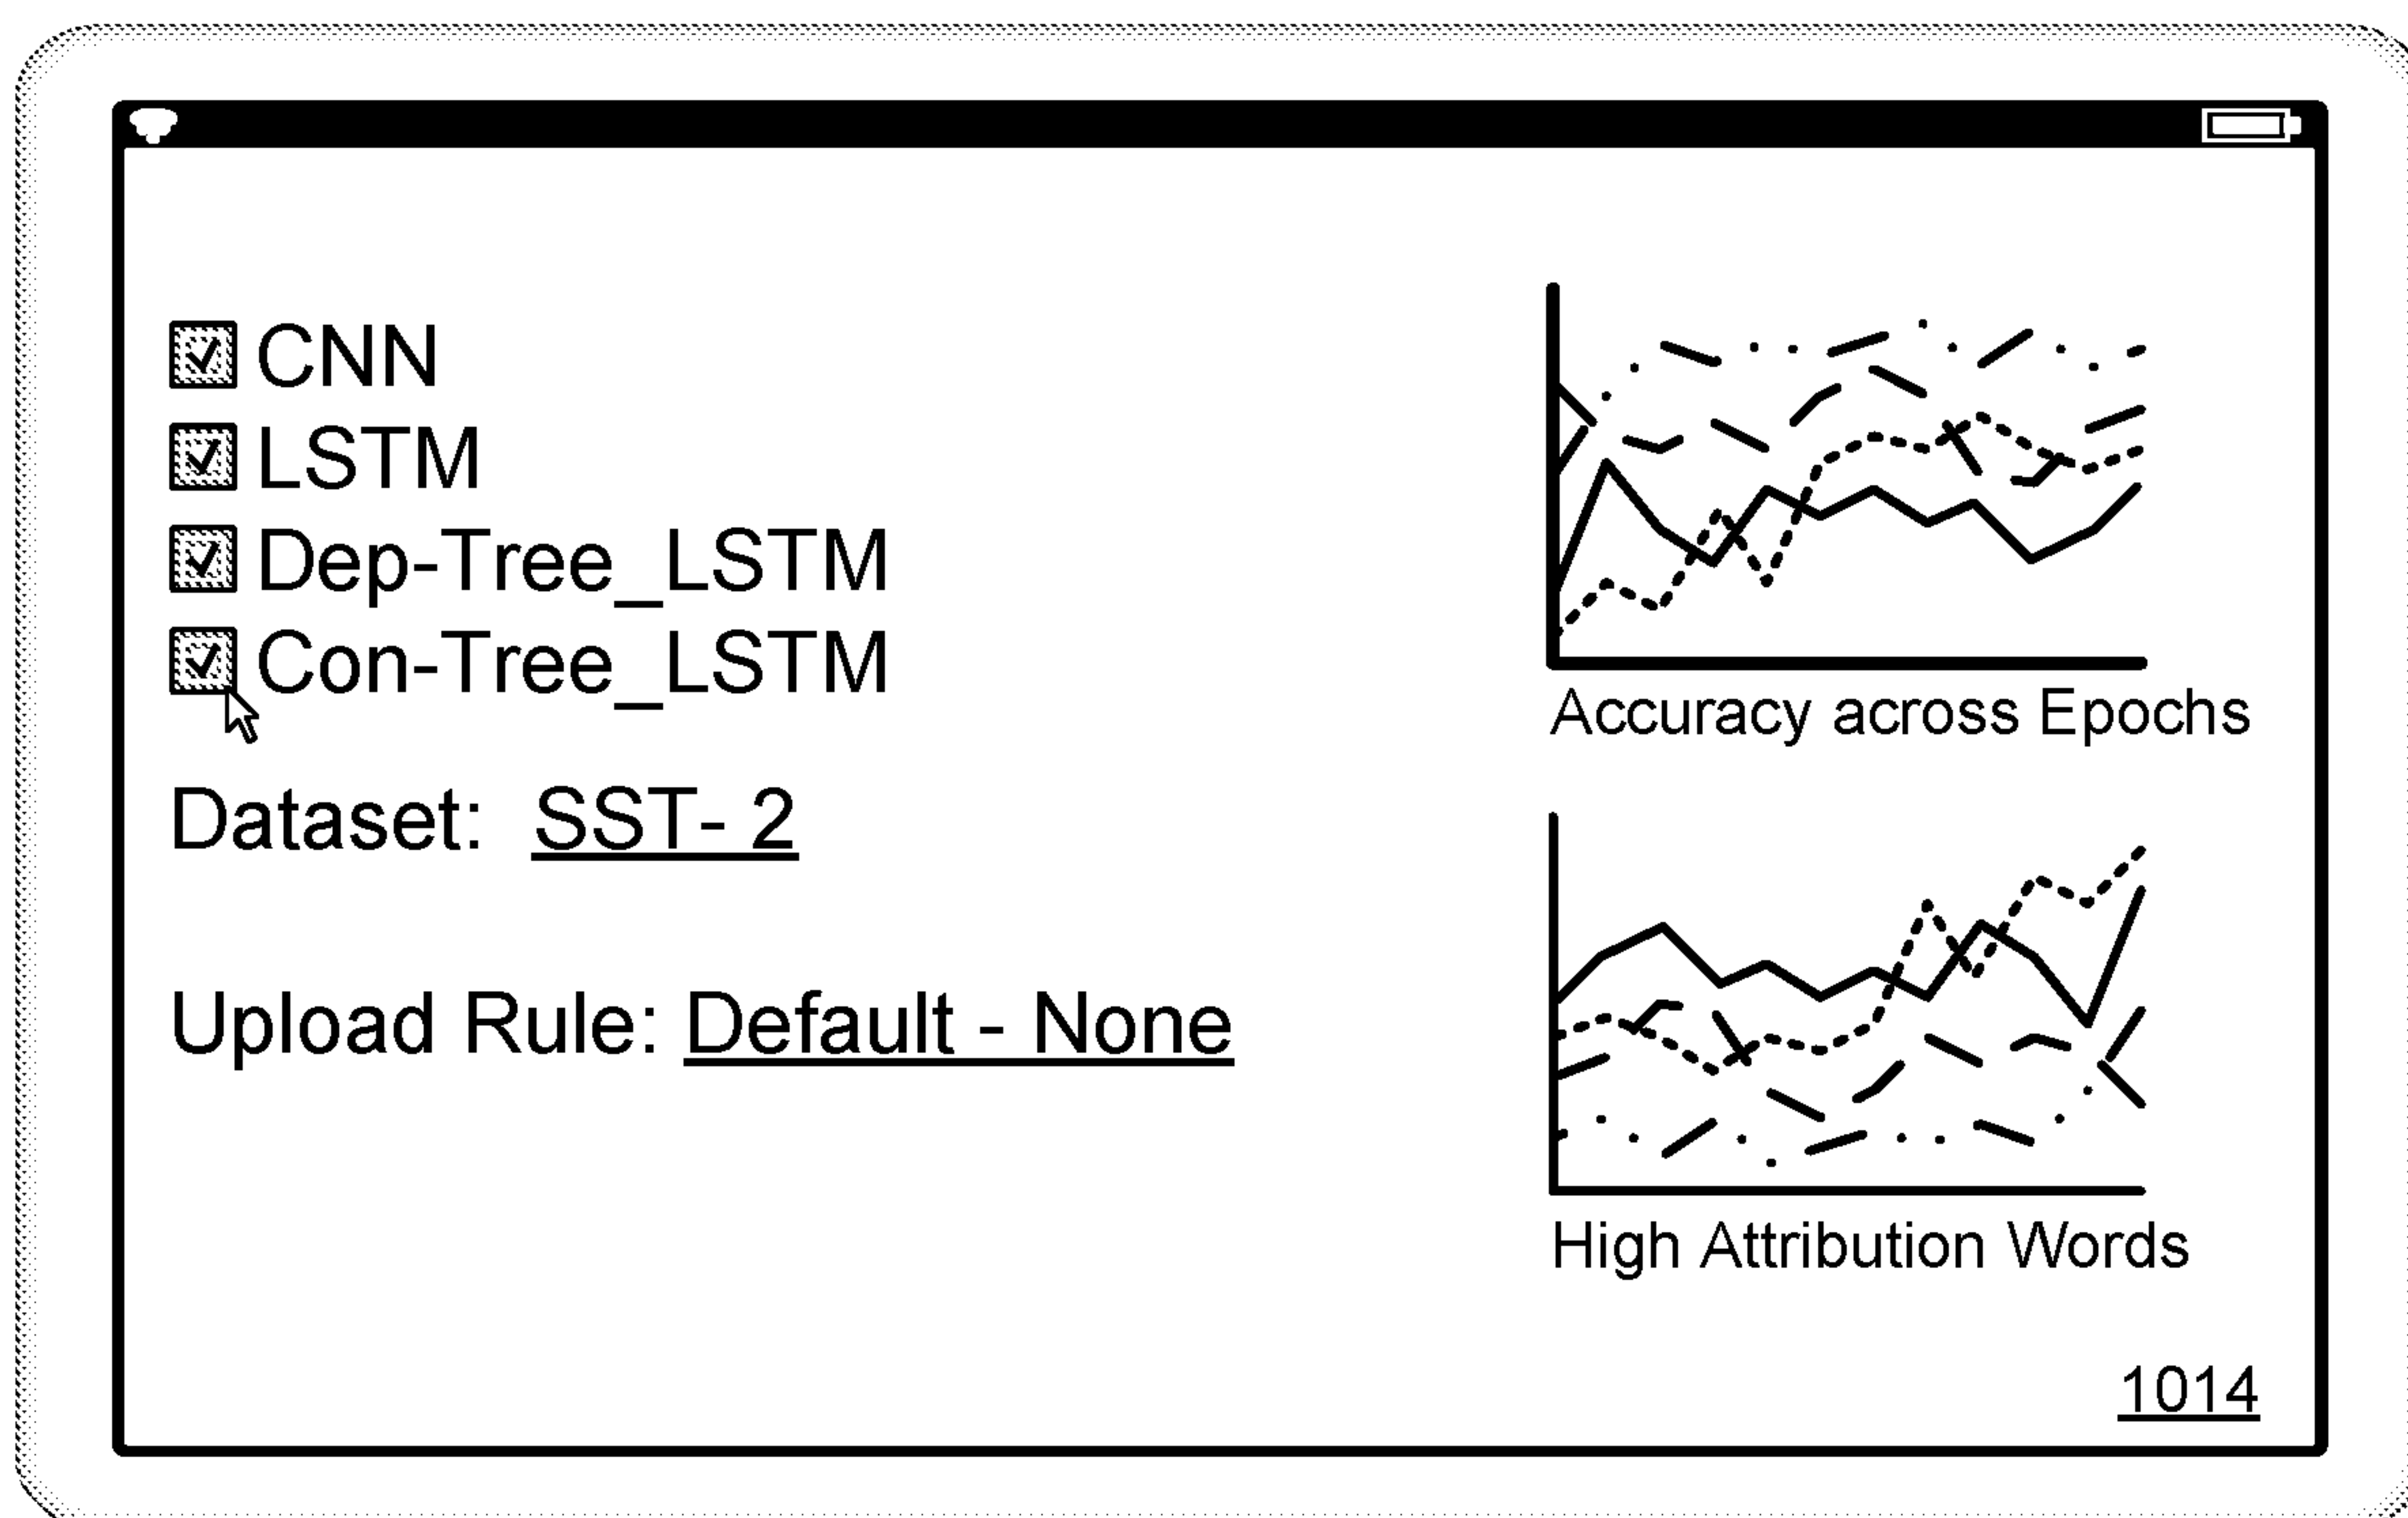 CNN
LSTM
Dep-Tree_LSTM
Con-Tree_LSTM
Dataset: SST- 2
Upload Rule: Default - None
Accuracy across Epochs
High Attribution Words
1014